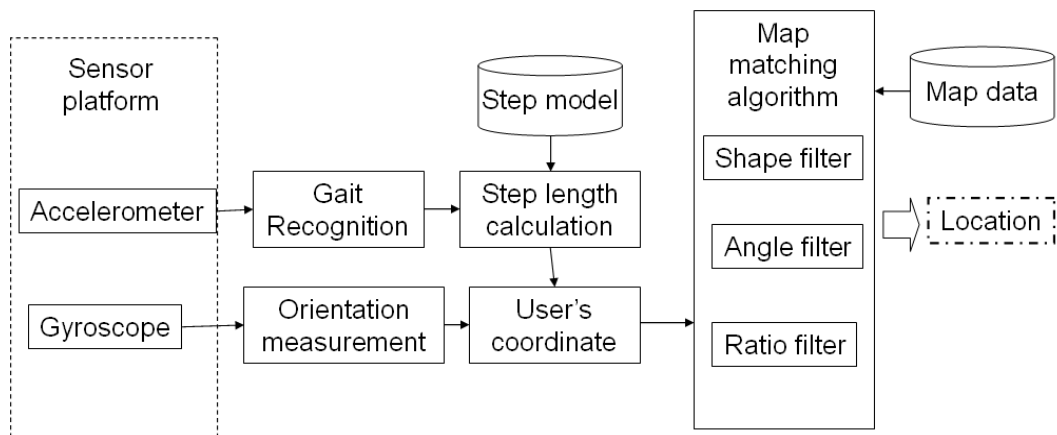 Sensor
platform
Accelerometer
Gyroscope
Gait
Recognition
Orientation
measurement
Step model
Step length
calculation
User's
coordinate
Map
matching
algorithm
Shape filter
Angle filter
Ratio filter
Map data
Location